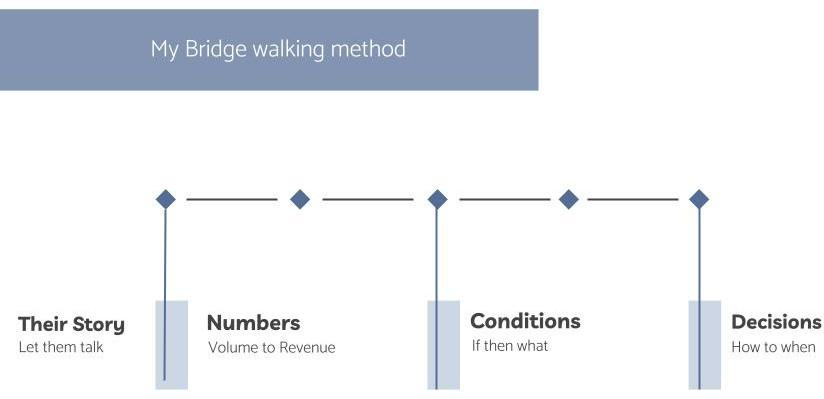 My Bridge walking method
Their Story
Let them talk
Numbers
Volume to Revenue
Conditions
If then what
Decisions
How to when